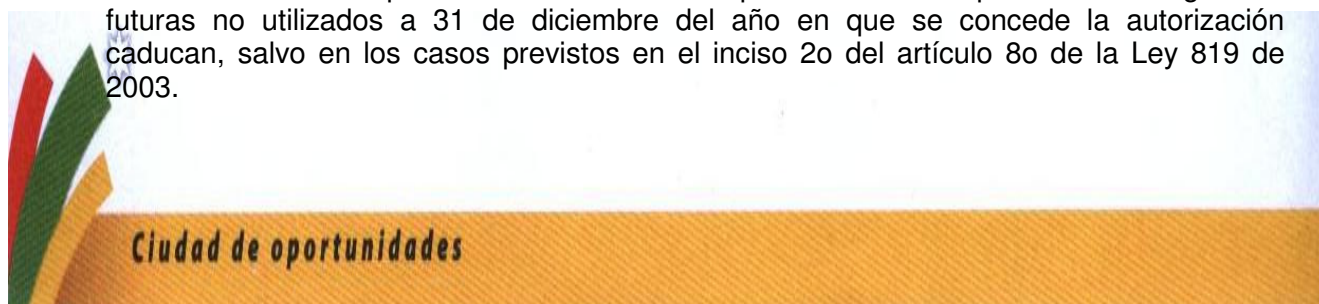 futuras no utilizados a 31 de diciembre del año en que se concede la autorización
caducan, salvo en los casos previstos en el inciso 2o del artículo 8o de la Ley 819 de
2003.
Ciudad de oportunidades